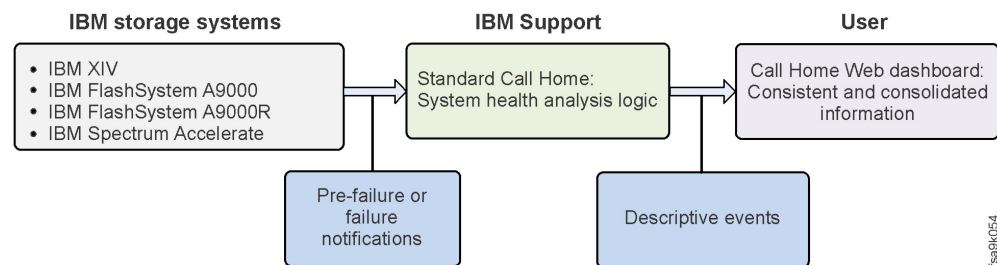 IBM storage systems
IBM Support
User
• IBM XIV
• IBM FlashSystem A9000
• IBM FlashSystem A9000R
• IBM Spectrum Accelerate
Standard Call Home:
System health analysis logic
Call Home Web dashboard:
Consistent and consolidated
information
Pre-failure or
failure
notifications
Descriptive events
fsa9k054